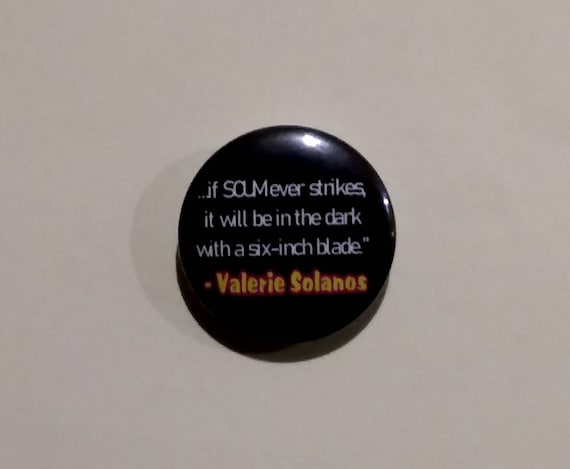 ...if SCUM ever strikes,
it will be in the dark
with a six-inch blade."
- Valerie Solanos